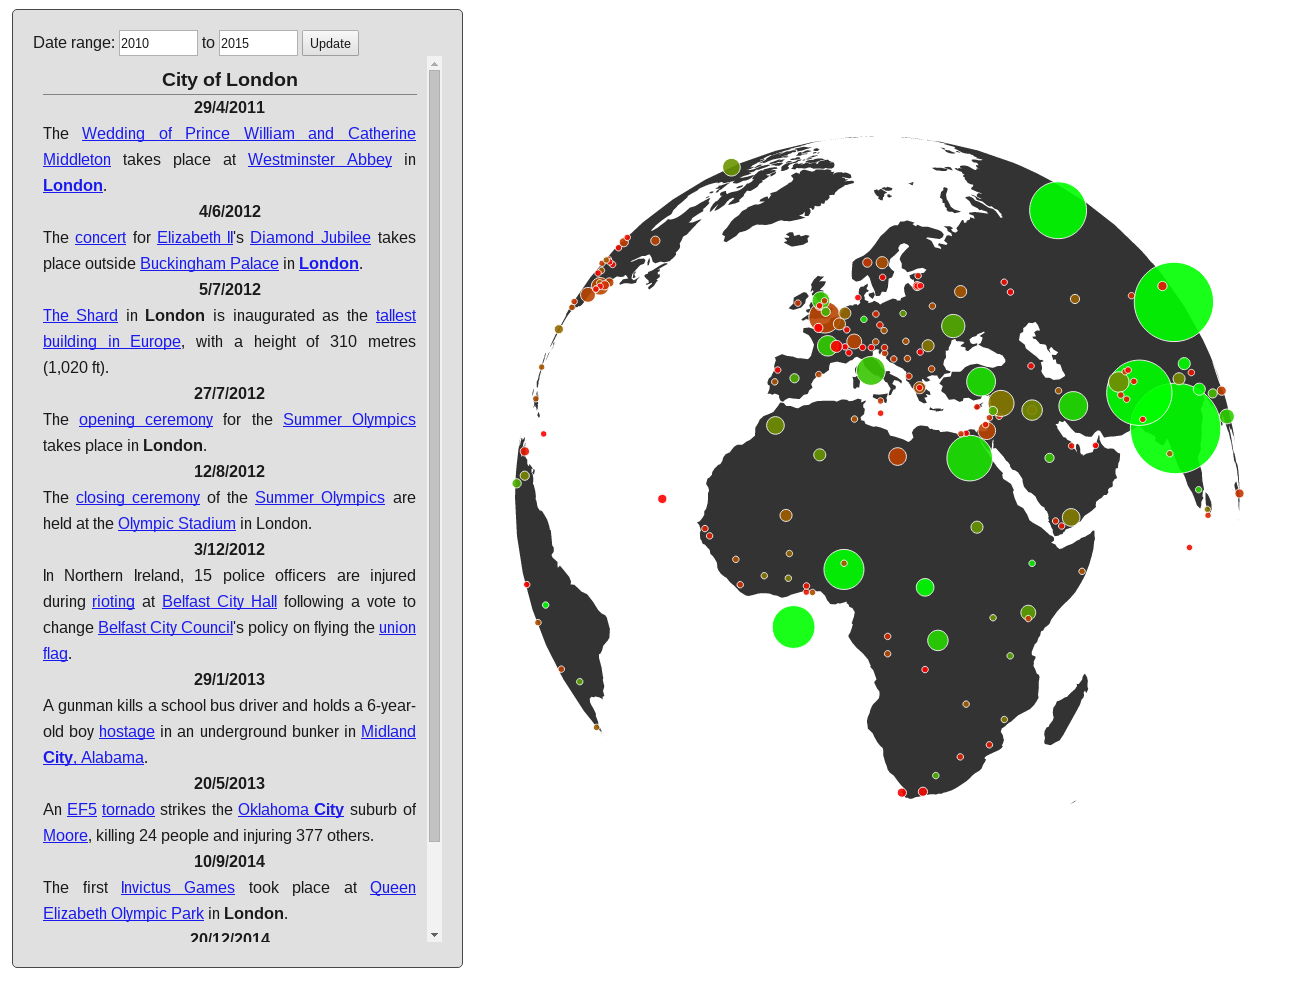 Date range: 2010 to 2015 Update
City of London
29/4/2011
The Wedding of Prince William and Catherine
Middleton takes place at Westminster Abbey in
London.
4/6/2012
The concert for Elizabeth II's Diamond Jubilee takes
place outside Buckingham Palace in London.
5/7/2012
The Shard in London is inaugurated as the tallest
building in Europe, with a height of 310 metres
(1,020 ft).
27/7/2012
The opening ceremony for the Summer Olympics
takes place in London.
12/8/2012
The closing ceremony of the Summer Olympics are
held at the Olympic Stadium in London.
3/12/2012
In Northern Ireland, 15 police officers are injured
during rioting at Belfast City Hall following a vote to
change Belfast City Council's policy on flying the union
flag.
29/1/2013
A gunman kills a school bus driver and holds a 6-year-
old boy hostage in an underground bunker in Midland
City, Alabama.
20/5/2013
An EF5 tornado strikes the Oklahoma City suburb of
Moore, killing 24 people and injuring 377 others.
10/9/2014
The first Invictus Games took place at Queen
Elizabeth Olympic Park in London.
20/12/2014